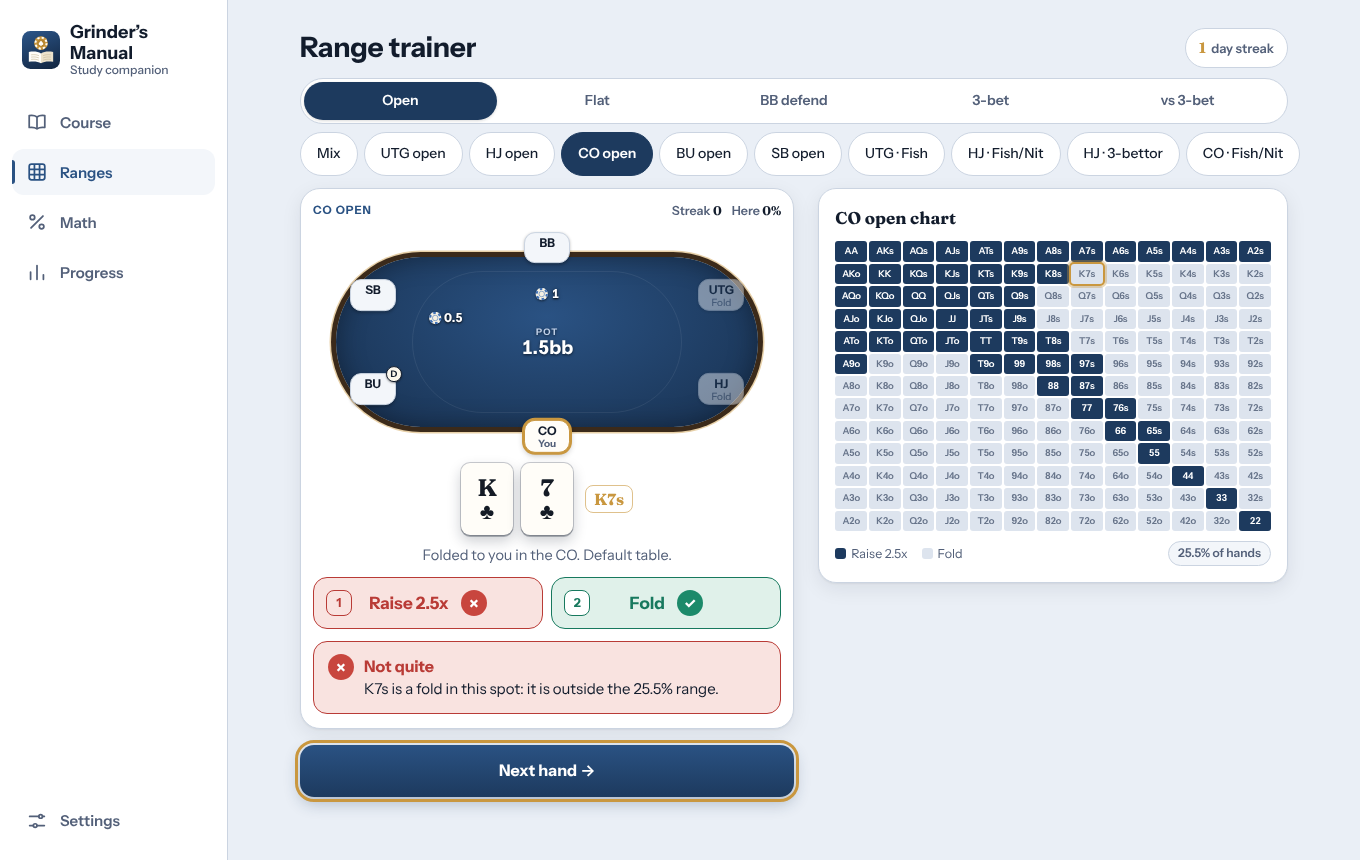 Grinder's
Manual
Study companion
Course
Ranges
Math
Progress
Settings
Range trainer
1 day streak
Open Flat BB defend 3-bet vs 3-bet
Mix UTG open HJ open CO open BU open SB open UTG·Fish HJ·Fish/Nit HJ·3-bettor CO·Fish/Nit
CO OPEN Streak 0 Here 0%
BB
SB
1
UTG
Fold
0.5
POT
1.5bb
BU
D
HJ
Fold
CO
You
K ♣
7 ♣
K7s
Folded to you in the CO. Default table.
1 Raise 2.5x
2 Fold
Not quite
K7s is a fold in this spot: it is outside the 25.5% range.
Next hand →
CO open chart
AA AKs AQs AJs ATs A9s A8s A7s A6s A5s A4s A3s A2s
AKo KK KQs KJs KTs K9s K8s K7s K6s K5s K4s K3s K2s
AQo KQo QQ QJs QTs Q9s Q8s Q7s Q6s Q5s Q4s Q3s Q2s
AJo KJo QJo JJ JTs J9s J8s J7s J6s J5s J4s J3s J2s
ATo KTo QTo JTo TT T9s T8s T7s T6s T5s T4s T3s T2s
A9o K9o Q9o J9o T9o 99 98s 97s 96s 95s 94s 93s 92s
A8o K8o Q8o J8o T8o 98o 88 87s 86s 85s 84s 83s 82s
A7o K7o Q7o J7o T7o 97o 87o 77 76s 75s 74s 73s 72s
A6o K6o Q6o J6o T6o 96o 86o 76o 66 65s 64s 63s 62s
A5o K5o Q5o J5o T5o 95o 85o 75o 65o 55 54s 53s 52s
A4o K4o Q4o J4o T4o 94o 84o 74o 64o 54o 44 43s 42s
A3o K3o Q3o J3o T3o 93o 83o 73o 63o 53o 43o 33 32s
A2o K2o Q2o J2o T2o 92o 82o 72o 62o 52o 42o 32o 22
Raise 2.5x Fold 25.5% of hands